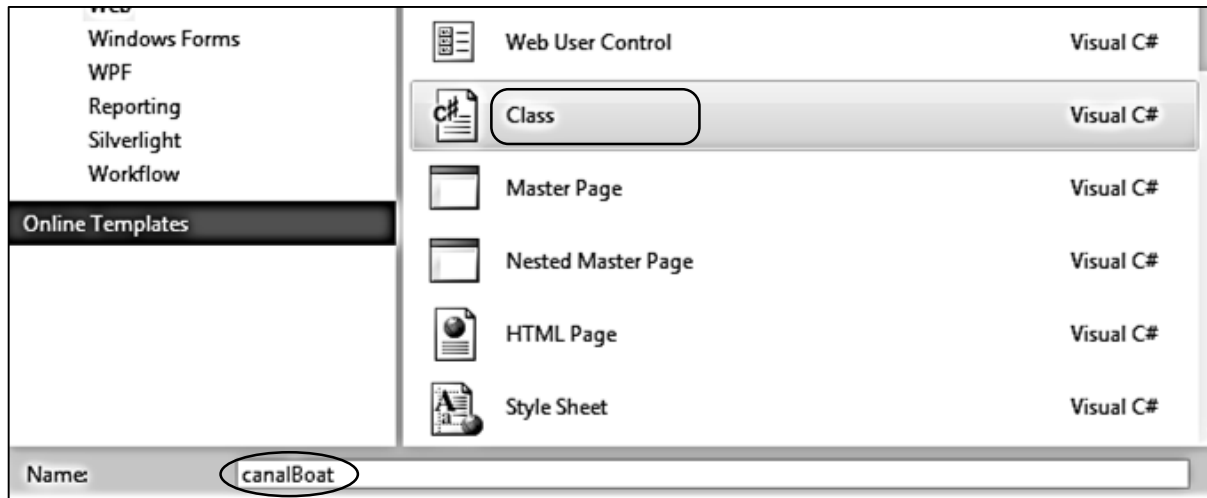 Web
Windows Forms
WPF
Reporting
Silverlight
Workflow
Online Templates
Web User Control Visual C#
Class Visual C#
Master Page Visual C#
Nested Master Page Visual C#
HTML Page Visual C#
Style Sheet Visual C#
Name: canalBoat